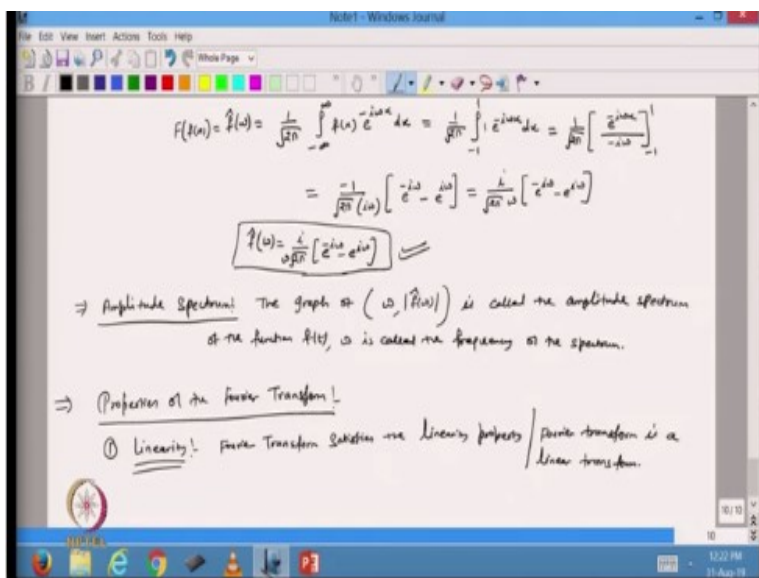 Note1 - Windows Journal
File Edit View Insert Actions Tools Help
Whole Page
B I
F(f(x)) = f̂(ω) = 1/√2π ∫_{-∞}^{∞} f(x) e^{-iωx} dx = 1/√2π ∫_{-1}^{1} 1 e^{-iωx} dx = 1/√2π [e^{-iωx}/-iω]_{-1}^{1}
= -1/√2π (iω) [e^{-iω} - e^{iω}] = i/√2π ω [e^{-iω} - e^{iω}]
f̂(ω) = i/ω√2π [e^{-iω} - e^{iω}]
⇒ Amplitude Spectrum! The graph of (ω, |f̂(ω)|) is called the amplitude spectrum
of the function f(t), ω is called the frequency of the spectrum.
⇒ Properties of the Fourier Transform!-
① Linearity!- Fourier Transform Satisfies the linearity property / Fourier transform is a
linear transform.
NPTEL
10/10
10
12:22 PM
31-Aug-19